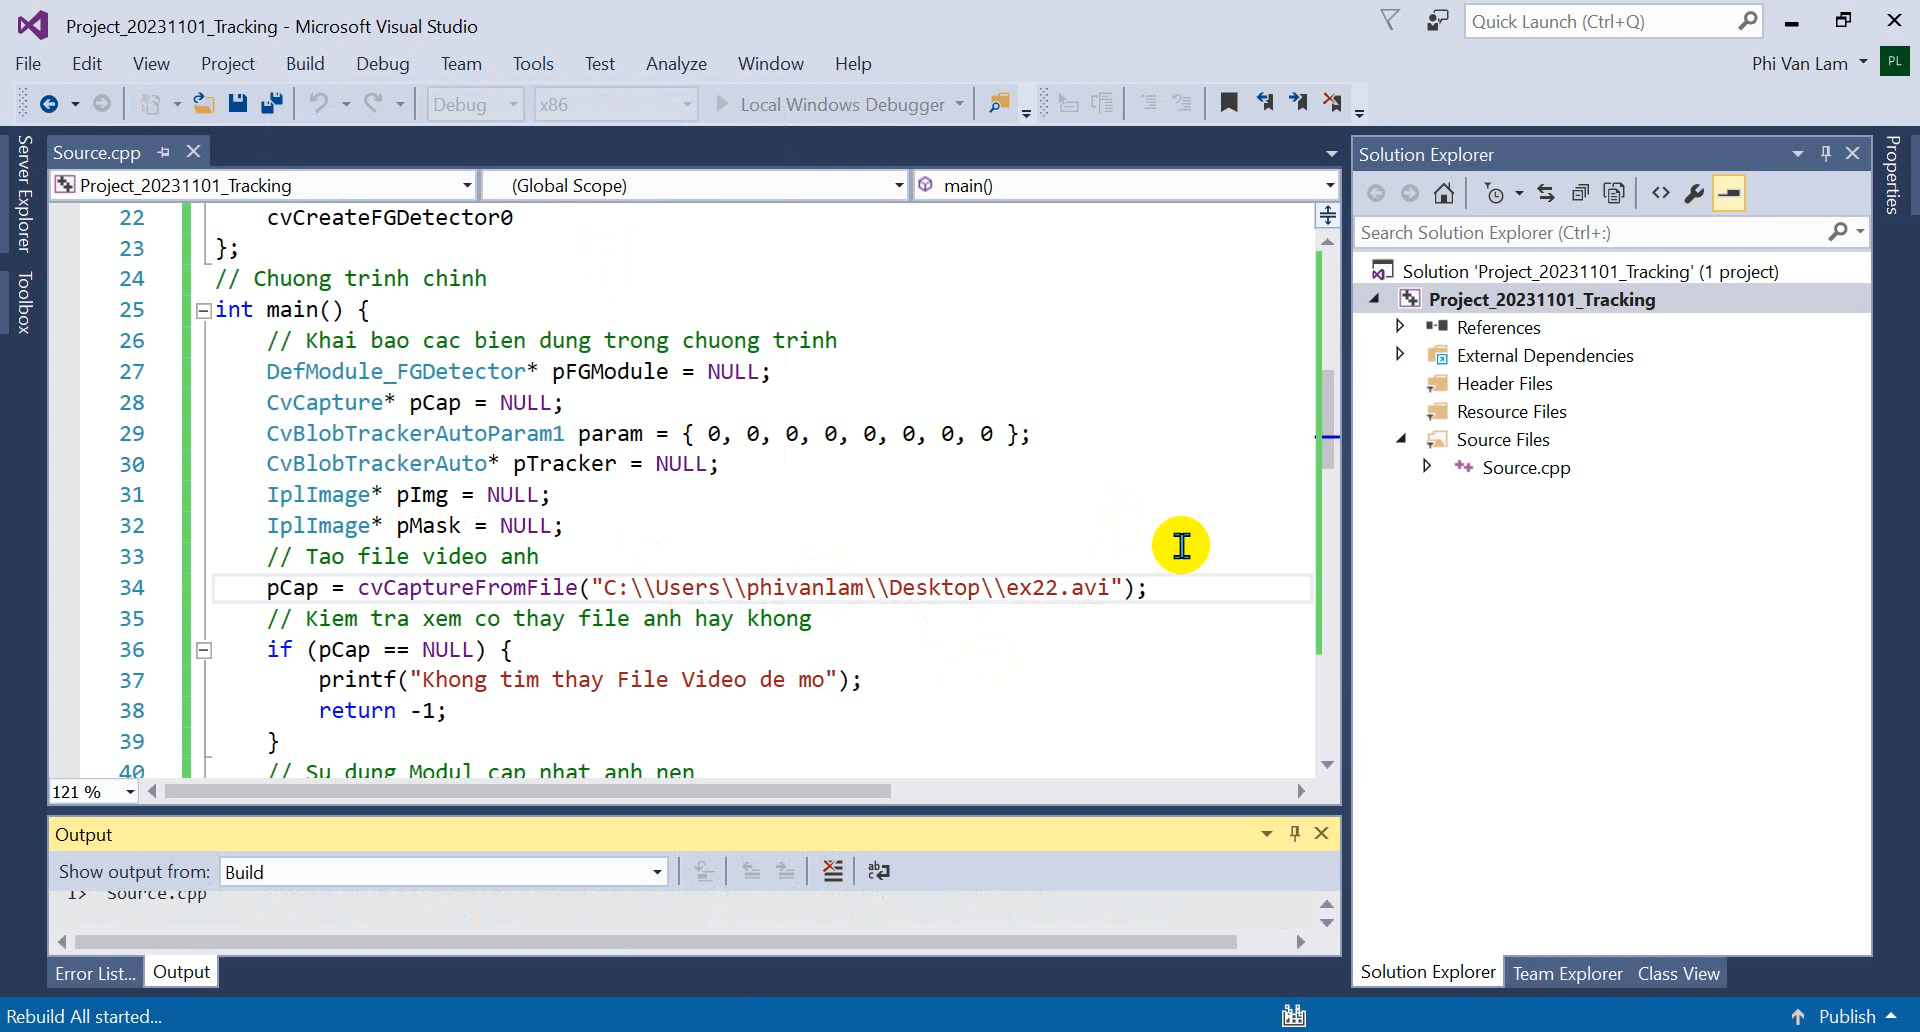 Project_20231101_Tracking - Microsoft Visual Studio
Quick Launch (Ctrl+Q)
File Edit View Project Build Debug Team Tools Test Analyze Window Help
Phi Van Lam PL
Debug x86 Local Windows Debugger
Server Explorer
Toolbox
Source.cpp
Project_20231101_Tracking (Global Scope) main()
22 cvCreateFGDetector0
23 };
24 // Chuong trinh chinh
25 int main() {
26 // Khai bao cac bien dung trong chuong trinh
27 DefModule_FGDetector* pFGModule = NULL;
28 CvCapture* pCap = NULL;
29 CvBlobTrackerAutoParam1 param = { 0, 0, 0, 0, 0, 0, 0, 0 };
30 CvBlobTrackerAuto* pTracker = NULL;
31 IplImage* pImg = NULL;
32 IplImage* pMask = NULL;
33 // Tao file video anh
34 pCap = cvCaptureFromFile("C:\\Users\\phivanlam\\Desktop\\ex22.avi");
35 // Kiem tra xem co thay file anh hay khong
36 if (pCap == NULL) {
37 printf("Khong tim thay File Video de mo");
38 return -1;
39 }
40 // Su dung Modul cap nhat anh nen
121 %
Output
Show output from: Build
1> Source.cpp
Error List... Output
Solution Explorer
Search Solution Explorer (Ctrl+:)
Solution 'Project_20231101_Tracking' (1 project)
Project_20231101_Tracking
References
External Dependencies
Header Files
Resource Files
Source Files
Source.cpp
Solution Explorer Team Explorer Class View
Properties
Rebuild All started...
Publish